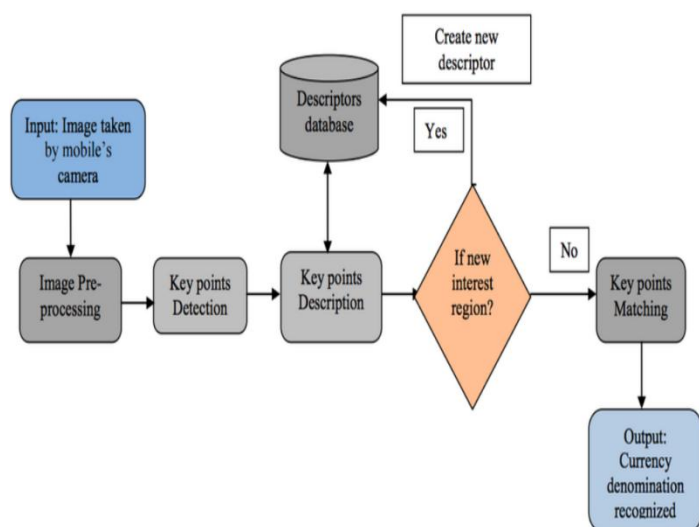 Create new
descriptor
Descriptors
database
Yes
Input: Image taken
by mobile's
camera
Image Pre-
processing
Key points
Detection
Key points
Description
If new
interest
region?
No
Key points
Matching
Output:
Currency
denomination
recognized